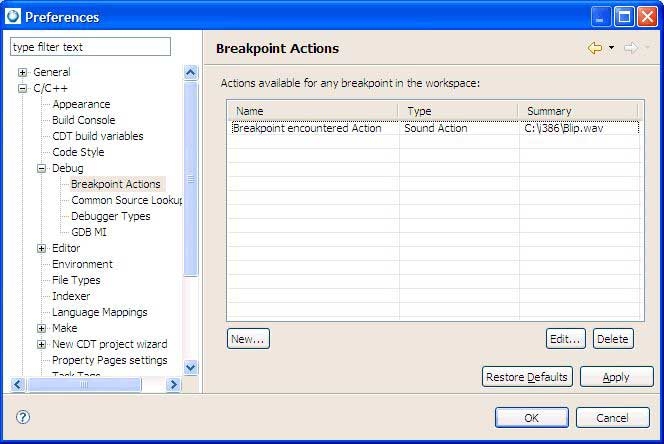 Preferences
type filter text
General
C/C++
Appearance
Build Console
CDT build variables
Code Style
Debug
Breakpoint Actions
Common Source Lookup
Debugger Types
GDB MI
Editor
Environment
File Types
Indexer
Language Mappings
Make
New CDT project wizard
Property Pages settings
Task Tags
Breakpoint Actions
Actions available for any breakpoint in the workspace:
Name Type Summary
Breakpoint encountered Action Sound Action C:\I386\Blip.wav
New... Edit... Delete
Restore Defaults Apply
OK Cancel